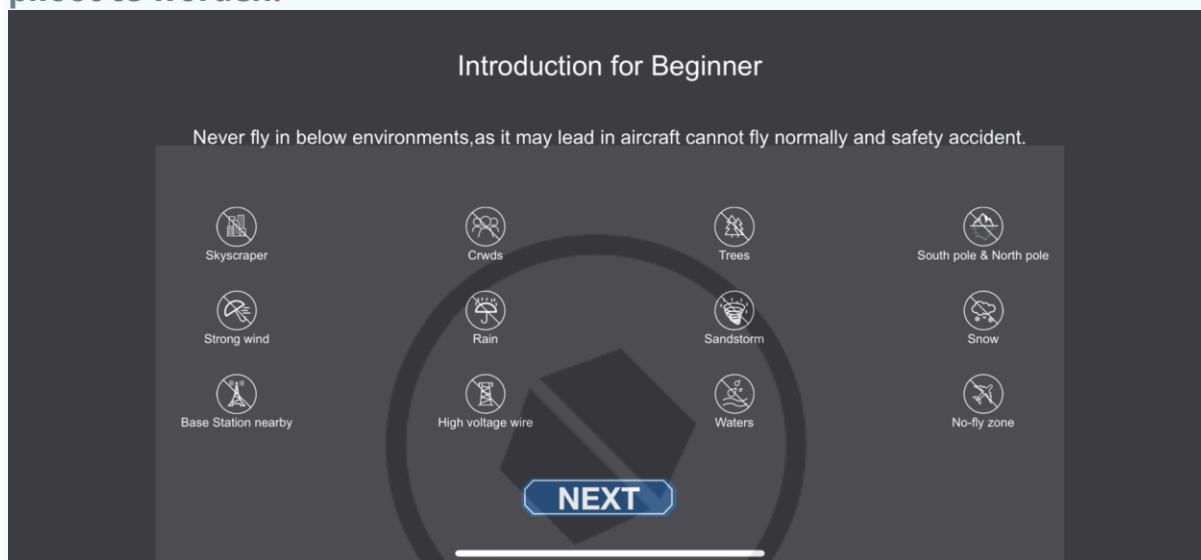 Introduction for Beginner
Never fly in below environments,as it may lead in aircraft cannot fly normally and safety accident.
Skyscraper
Crwds
Trees
South pole & North pole
Strong wind
Rain
Sandstorm
Snow
Base Station nearby
High voltage wire
Waters
No-fly zone
NEXT